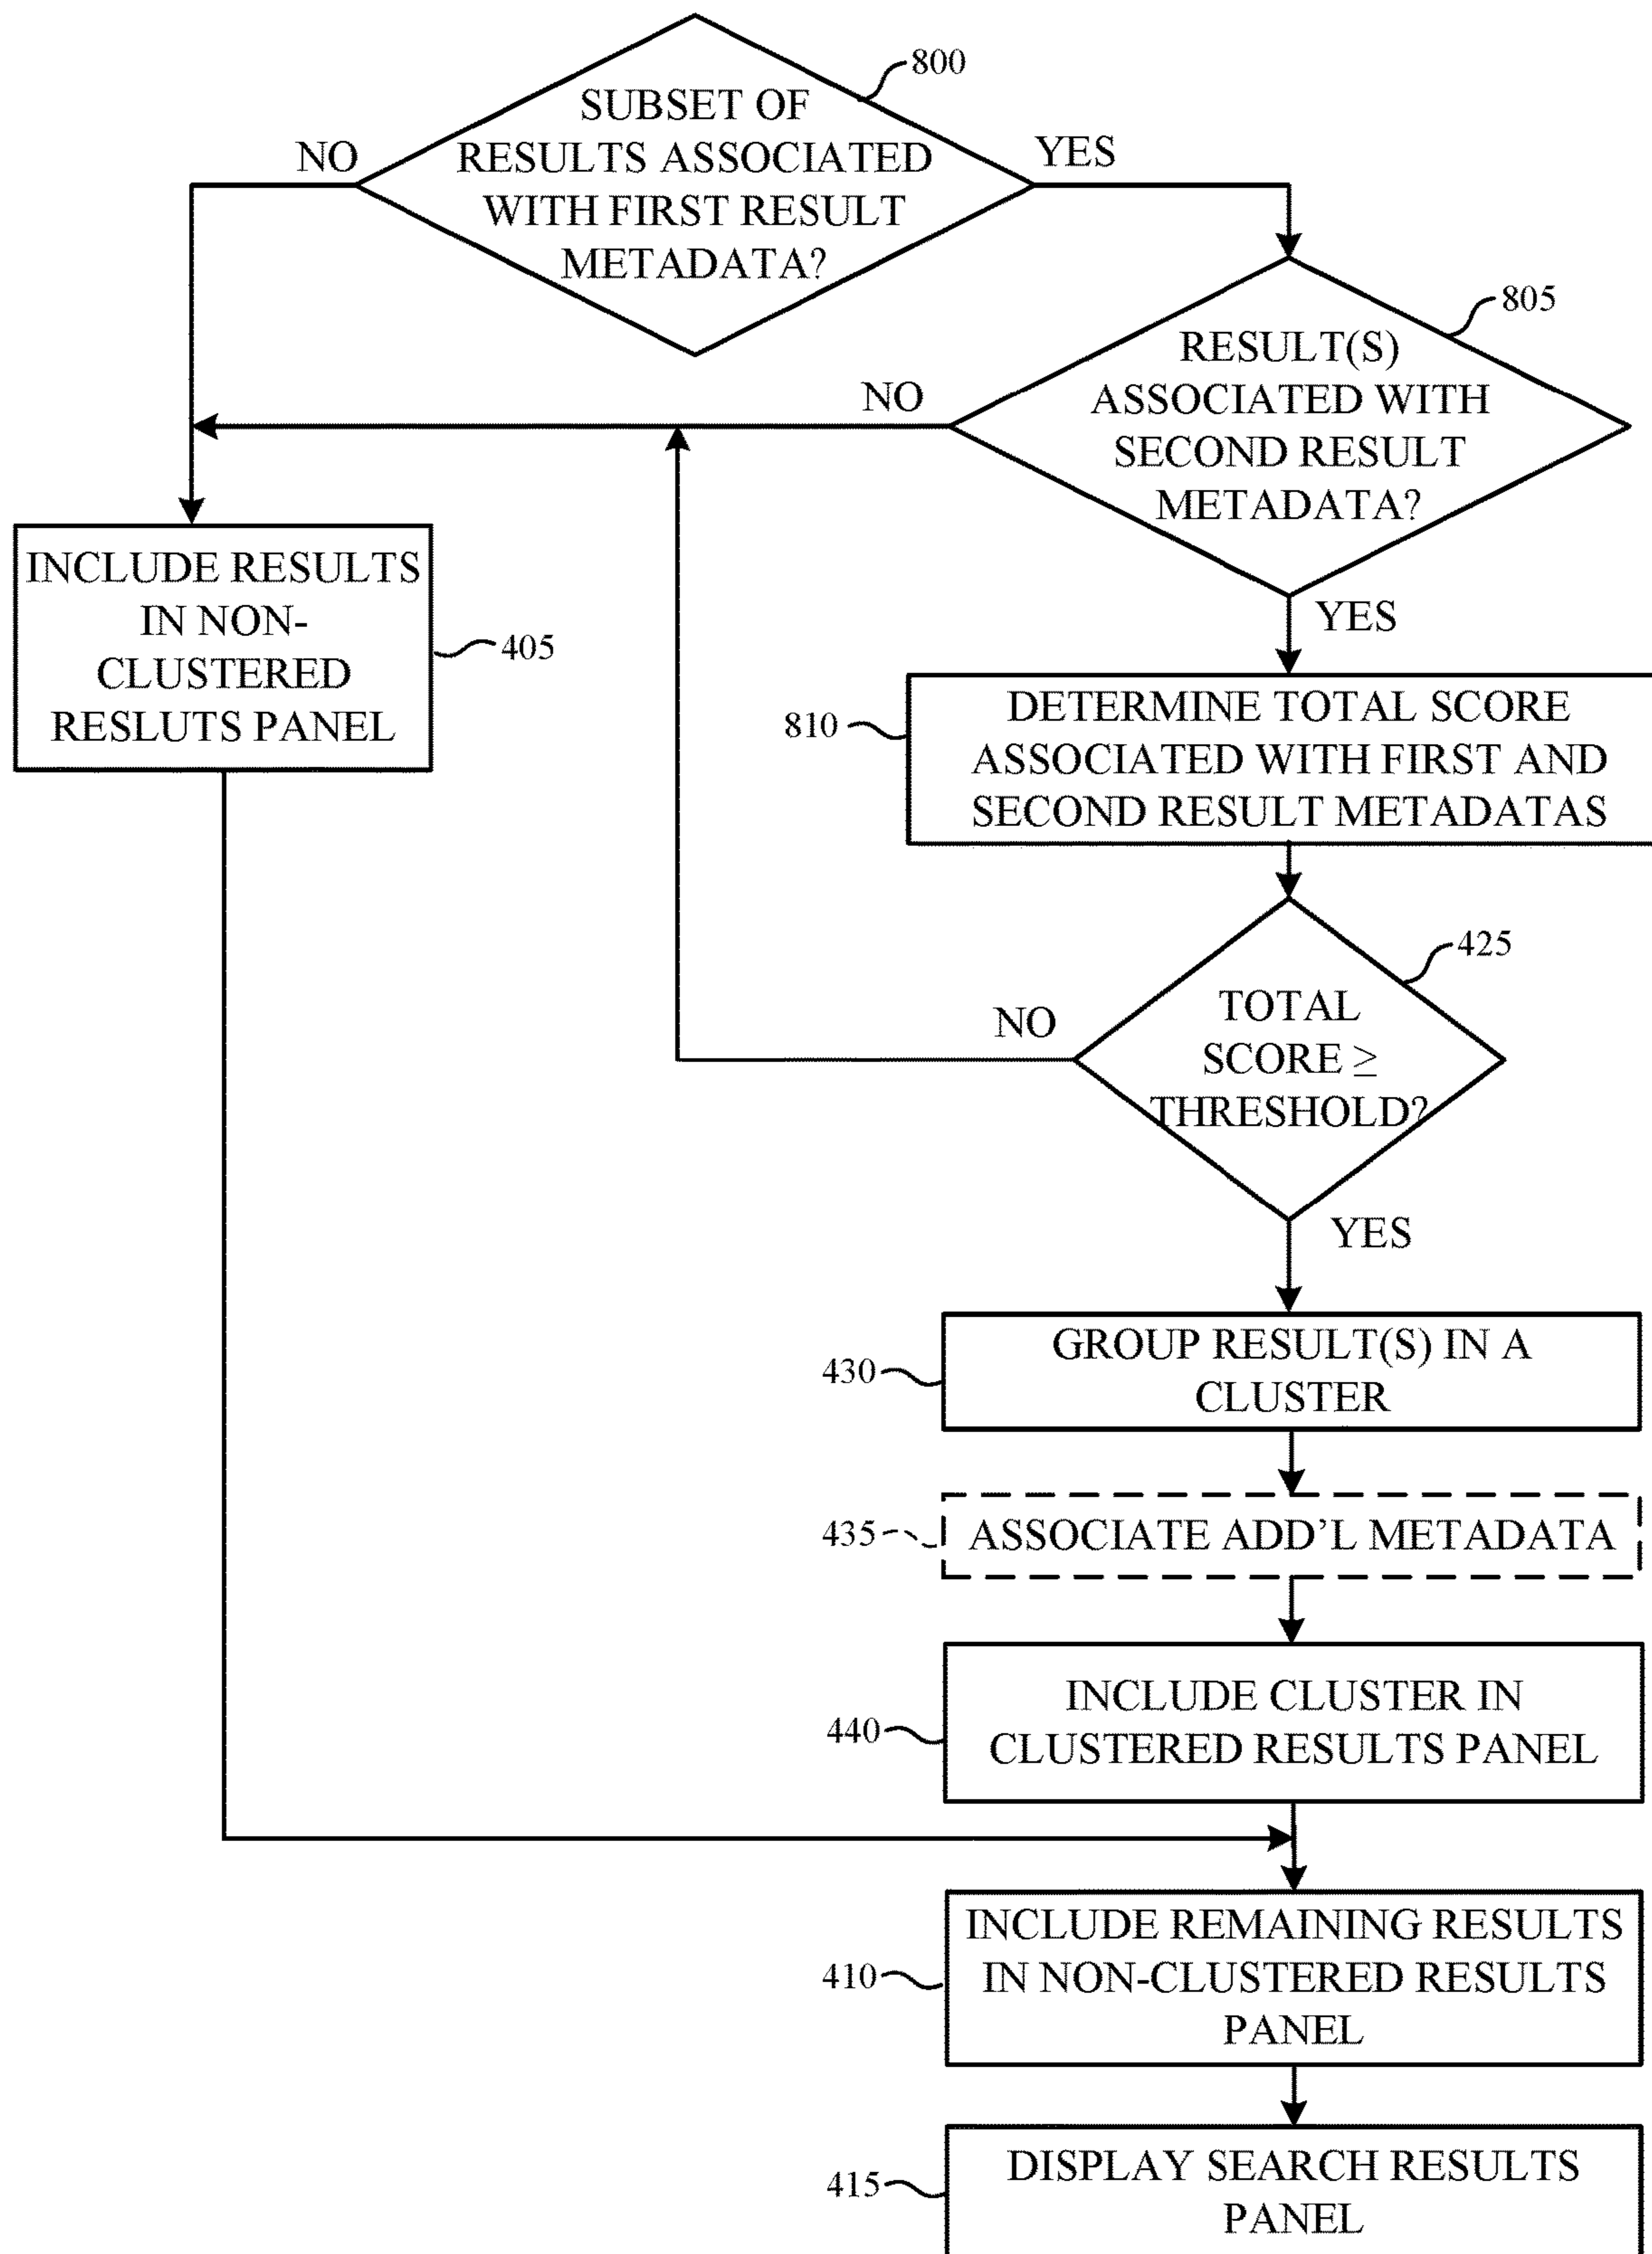 800
SUBSET OF
RESULTS ASSOCIATED
WITH FIRST RESULT
METADATA?
NO
YES
805
RESULT(S)
ASSOCIATED WITH
SECOND RESULT
METADATA?
NO
YES
INCLUDE RESULTS
IN NON-
CLUSTERED
RESLUTS PANEL
405
810
DETERMINE TOTAL SCORE
ASSOCIATED WITH FIRST AND
SECOND RESULT METADATAS
425
TOTAL
SCORE ≥
THRESHOLD?
NO
YES
430
GROUP RESULT(S) IN A
CLUSTER
435
ASSOCIATE ADD'L METADATA
440
INCLUDE CLUSTER IN
CLUSTERED RESULTS PANEL
410
INCLUDE REMAINING RESULTS
IN NON-CLUSTERED RESULTS
PANEL
415
DISPLAY SEARCH RESULTS
PANEL